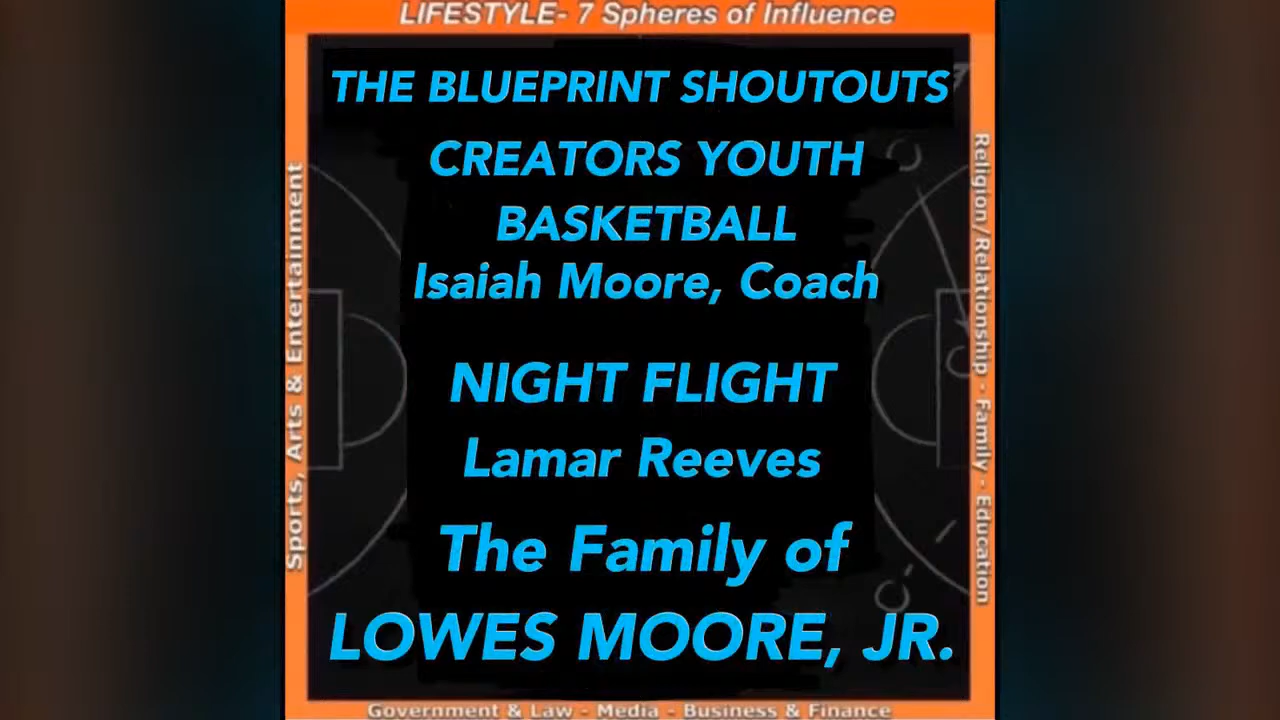 LIFESTYLE- 7 Spheres of Influence
THE BLUEPRINT SHOUTOUTS
CREATORS YOUTH
BASKETBALL
Isaiah Moore, Coach
NIGHT FLIGHT
Lamar Reeves
The Family of
LOWES MOORE, JR.
Sports, Arts & Entertainment
Religion/Relationship - Family - Education
Government & Law - Media - Business & Finance